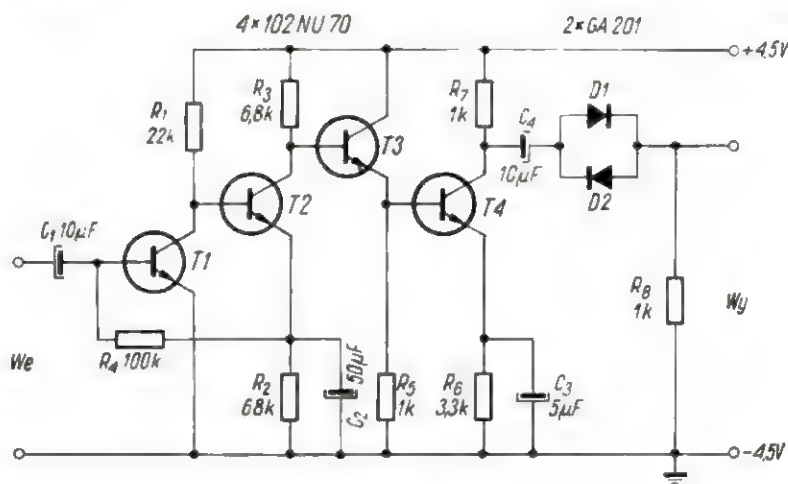 4×102 NU 70
2×GA 201
+4,5V
R1
22k
R3
6,8k
R7
1k
C4
10µF
D1
D2
T3
T2
T4
C1 10µF
T1
R8
1k
We
Wy
R4 100k
R2
68k
50µF
C2
R5
1k
R6
3,3k
C3
5µF
-4,5V